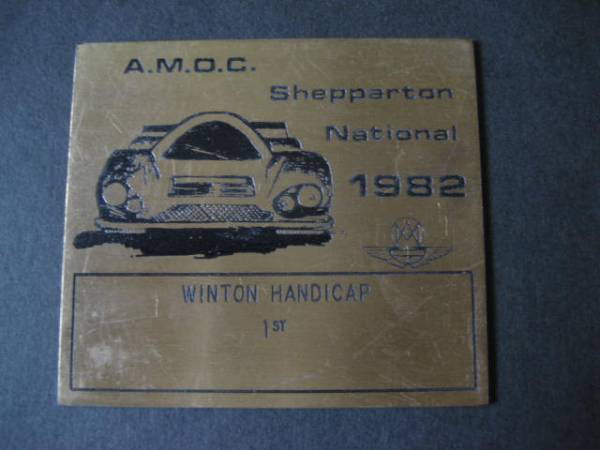 A.M.O.C.
Shepparton
National
1982
WINTON HANDICAP
1ST